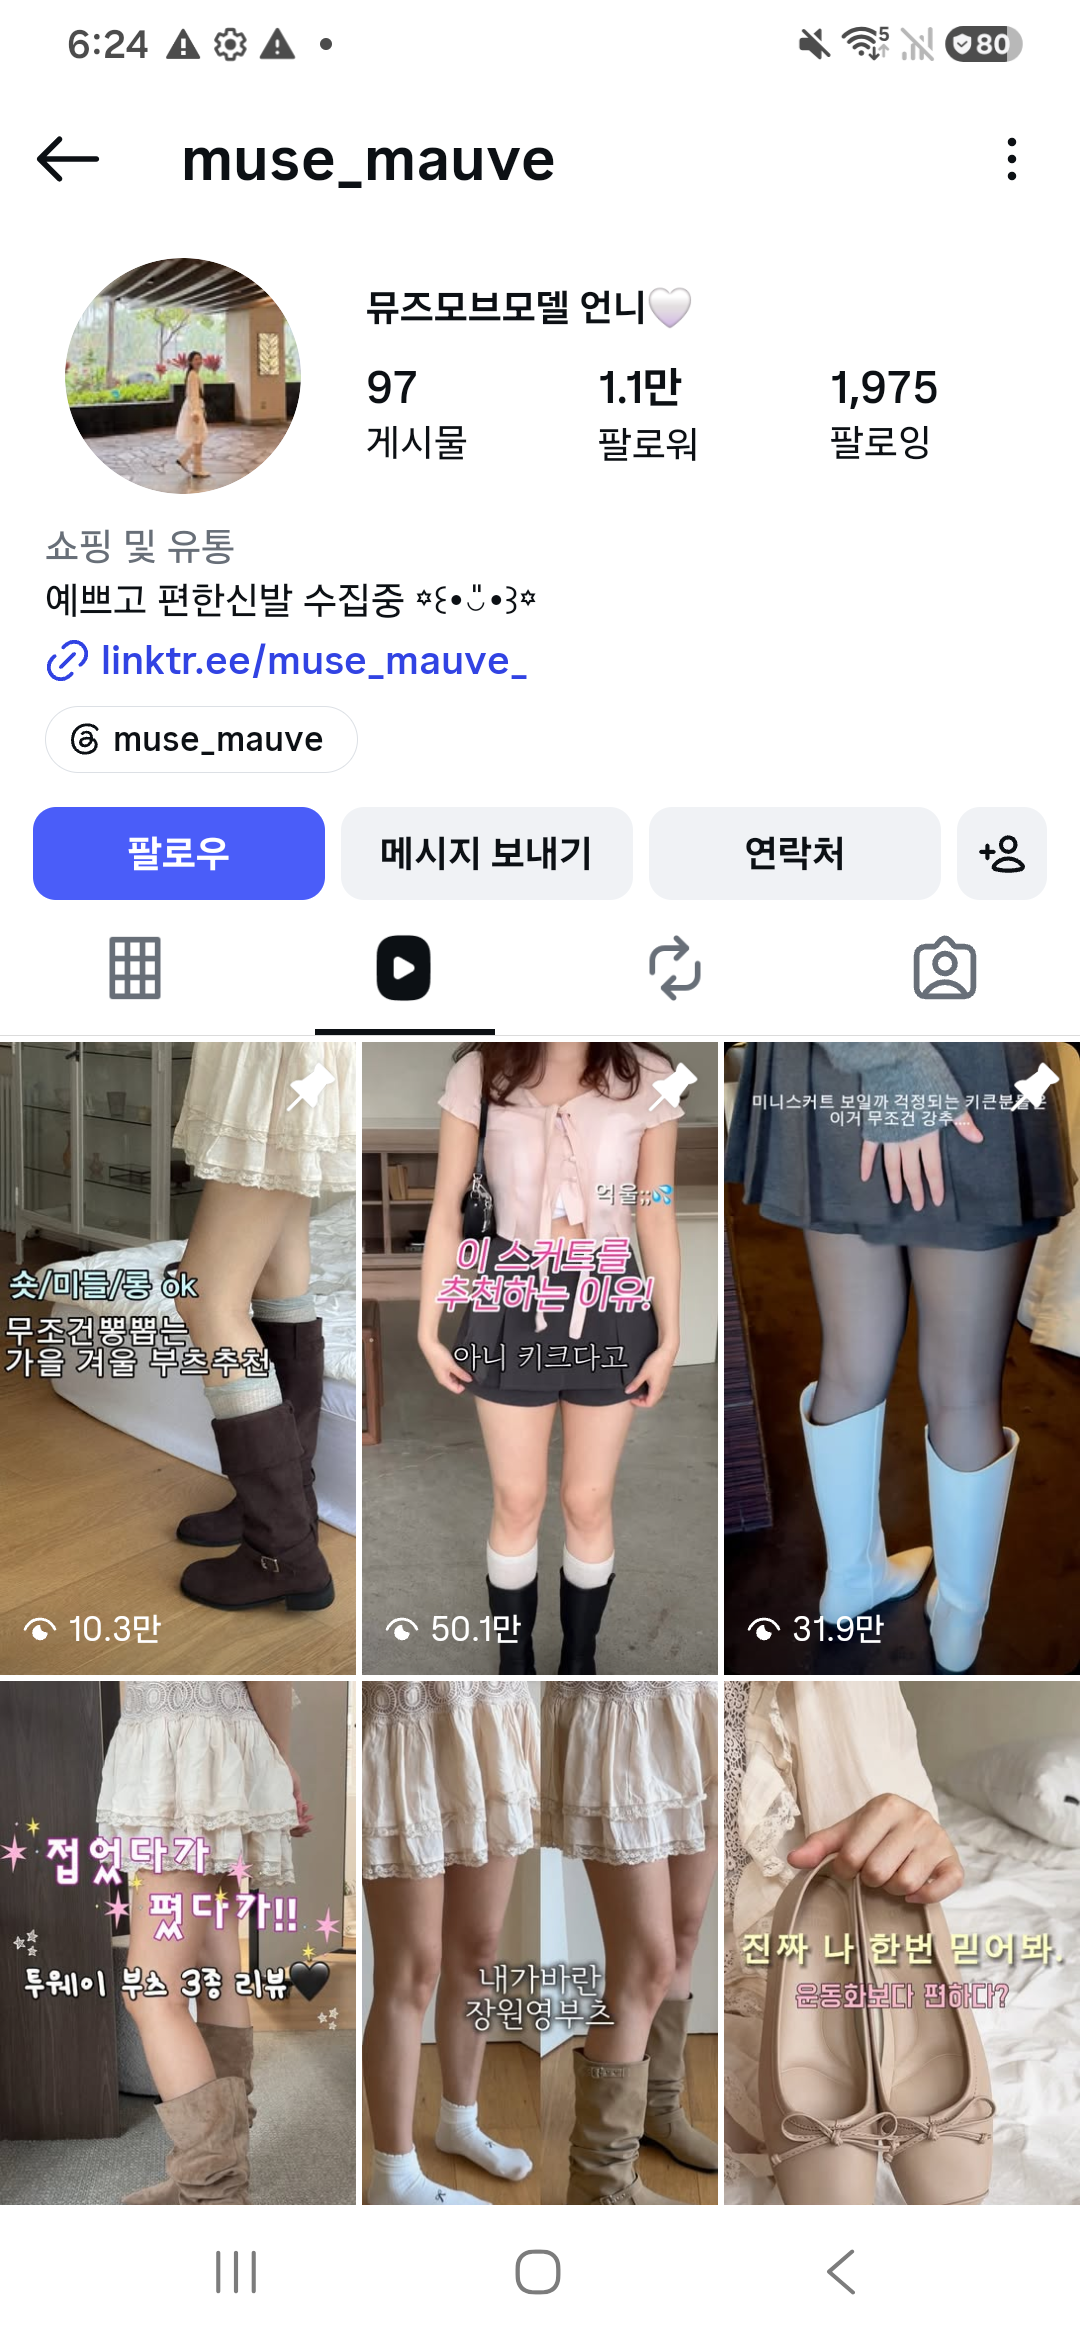 6:24
5
80
muse_mauve
뮤즈모브모델 언니
97
1.1만
1,975
게시물
팔로워
팔로잉
쇼핑 및 유통
예쁘고 편한신발 수집중 ✡꒰•ᴗ̈•꒱✡
linktr.ee/muse_mauve_
muse_mauve
팔로우
메시지 보내기
연락처
숏/미들/롱 ok
무조건뽕뽑는
가을 겨울 부츠추천
10.3만
억울;;💦
이 스커트를
추천하는 이유!
아니 키크다고
50.1만
미니스커트 보일까 걱정되는 키큰분들은
이거 무조건 강추....
31.9만
접었다가
폈다가!!
투웨이 부츠 3종 리뷰🖤
내가바란
장원영부츠
진짜 나 한번 믿어봐.
운동화보다 편하다?